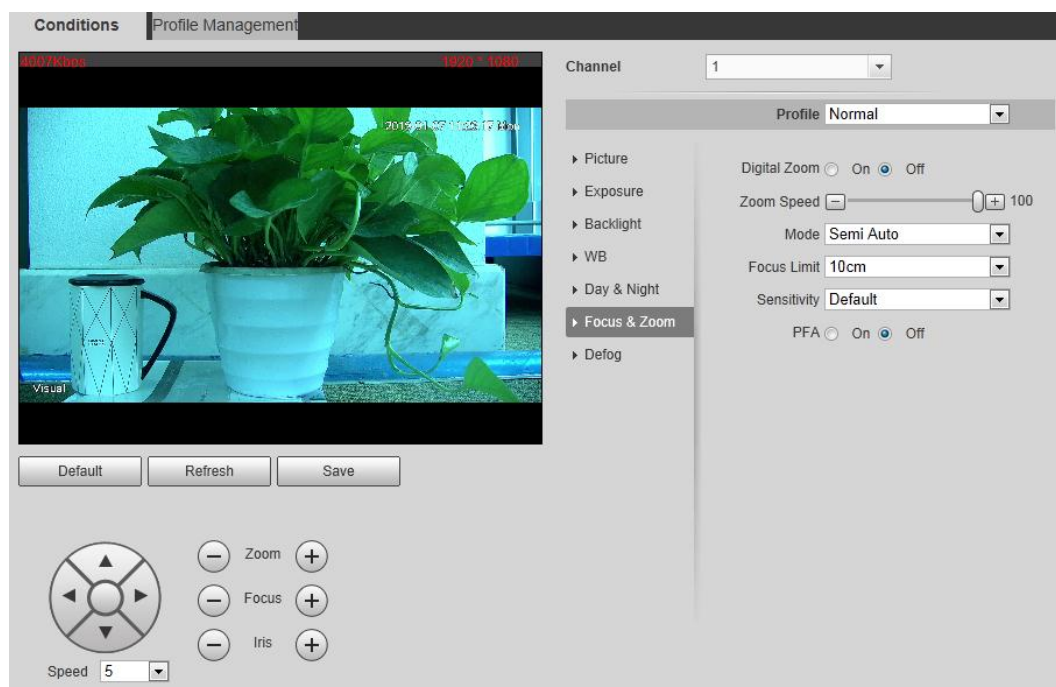 Conditions
Profile Management
4007Kbps
1920 * 1080
Visual
Default
Refresh
Save
Zoom
Focus
Iris
Speed 5
Channel 1
Profile Normal
Picture
Exposure
Backlight
WB
Day & Night
Focus & Zoom
Defog
Digital Zoom On Off
Zoom Speed 100
Mode Semi Auto
Focus Limit 10cm
Sensitivity Default
PFA On Off